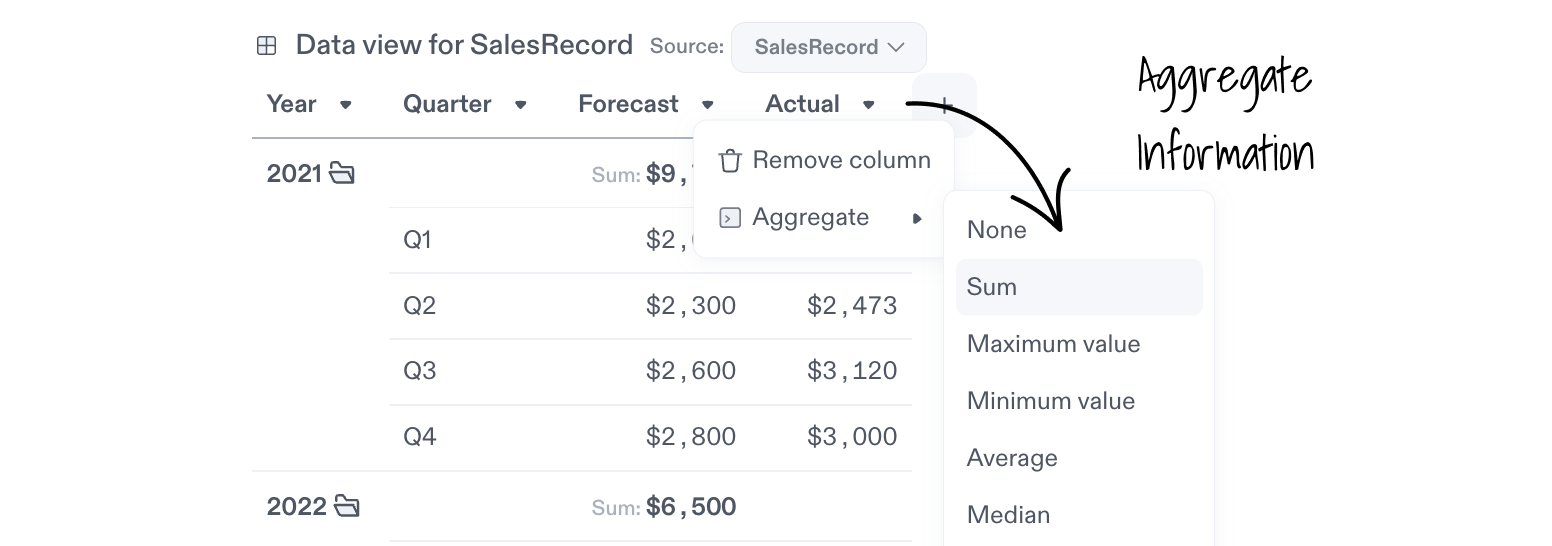 Data view for SalesRecord Source: SalesRecord
Aggregate
Information
Year Quarter Forecast Actual +
Remove column
Aggregate
2021 Sum: $9,
Q1 $2,
Q2 $2,300 $2,473
Q3 $2,600 $3,120
Q4 $2,800 $3,000
2022 Sum: $6,500
None
Sum
Maximum value
Minimum value
Average
Median